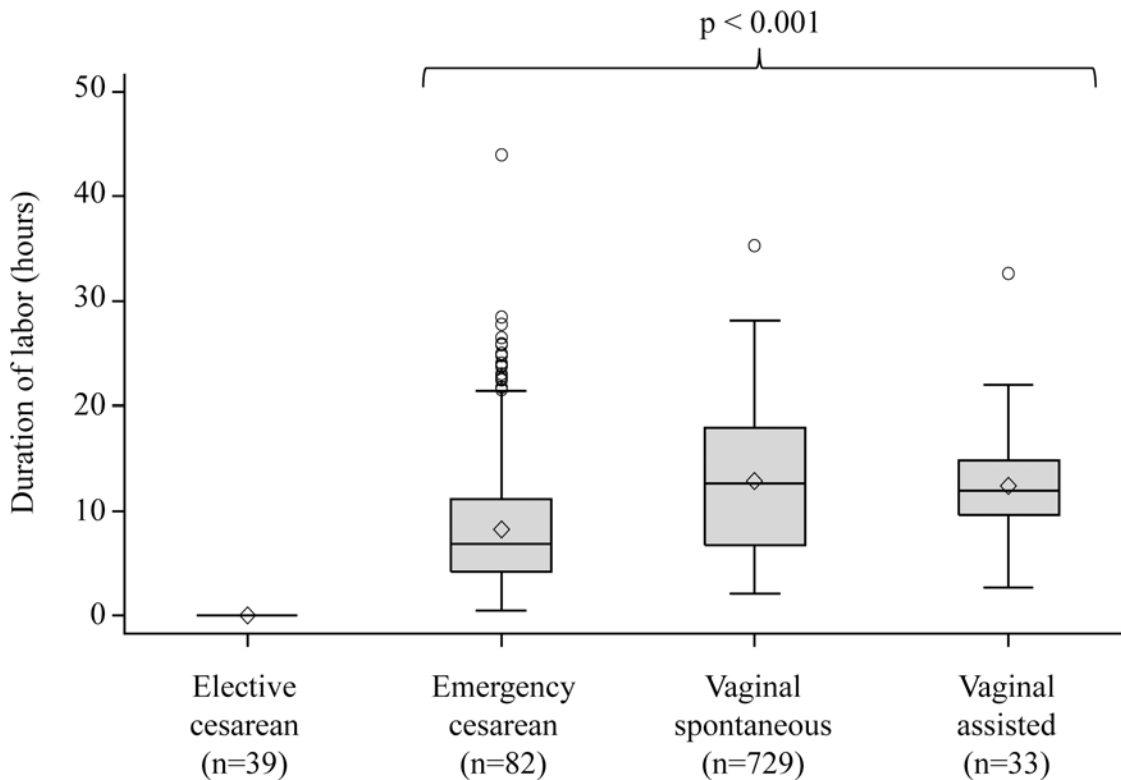 p < 0.001
50
40
30
20
10
0
Duration of labor (hours)
Elective
cesarean
(n=39)
Emergency
cesarean
(n=82)
Vaginal
spontaneous
(n=729)
Vaginal
assisted
(n=33)